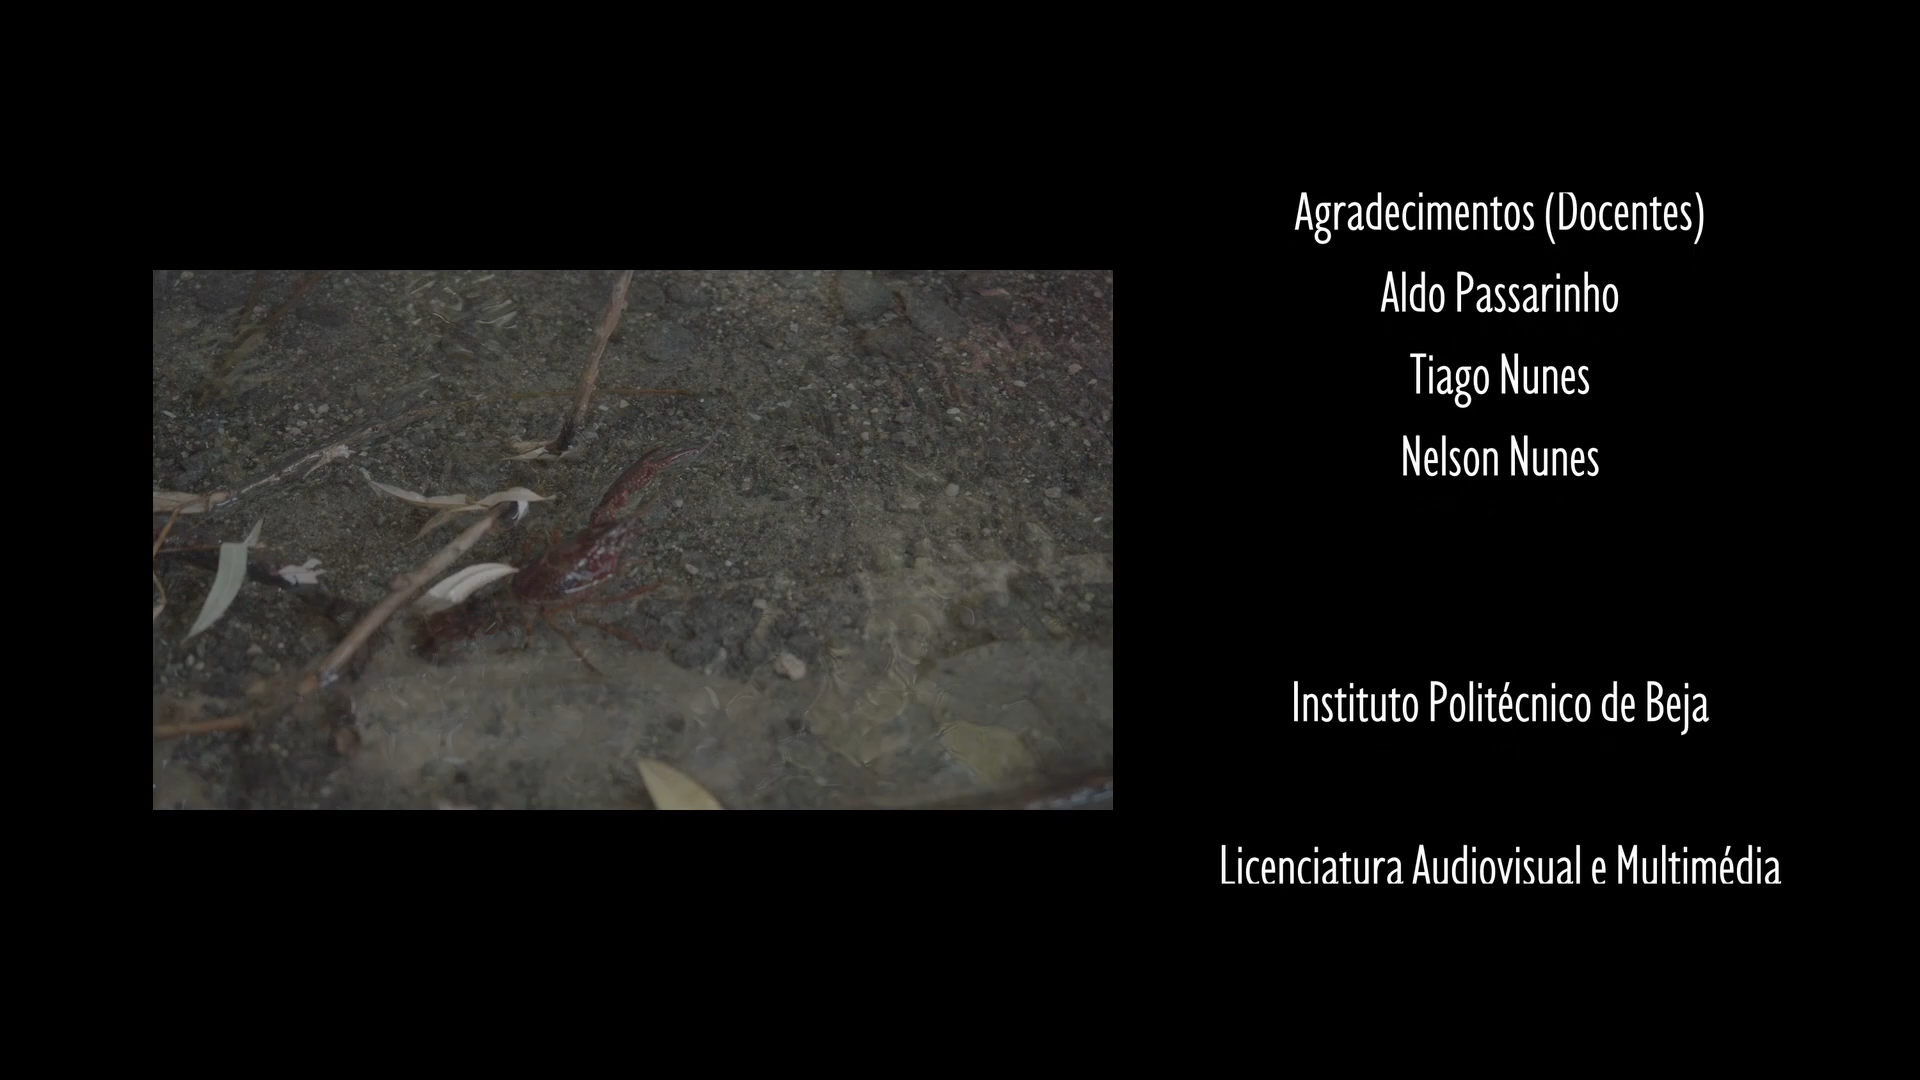 Agradecimentos (Docentes)
Aldo Passarinho
Tiago Nunes
Nelson Nunes
Instituto Politécnico de Beja
Licenciatura Audiovisual e Multimédia